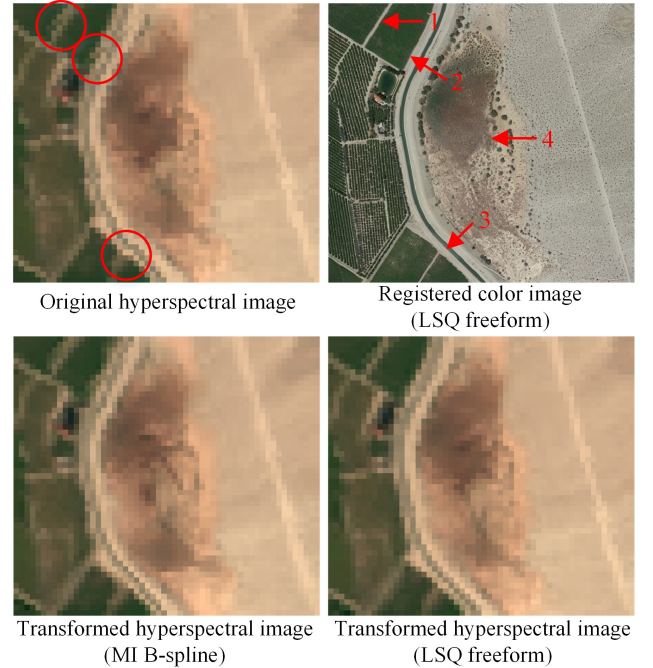 1
2
4
3
Original hyperspectral image
Registered color image
(LSQ freeform)
Transformed hyperspectral image
(MI B-spline)
Transformed hyperspectral image
(LSQ freeform)